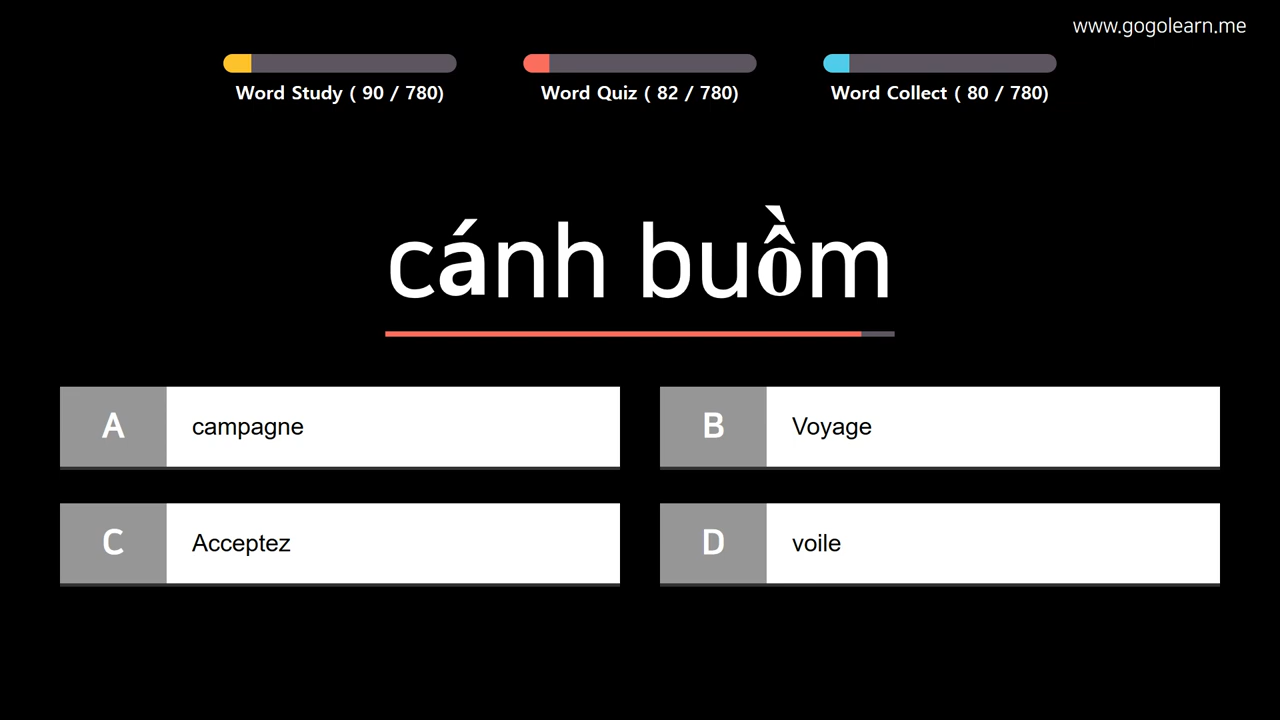 www.gogolearn.me
Word Study ( 90 / 780)
Word Quiz ( 82 / 780)
Word Collect ( 80 / 780)
cánh buồm
A campagne
B Voyage
C Acceptez
D voile